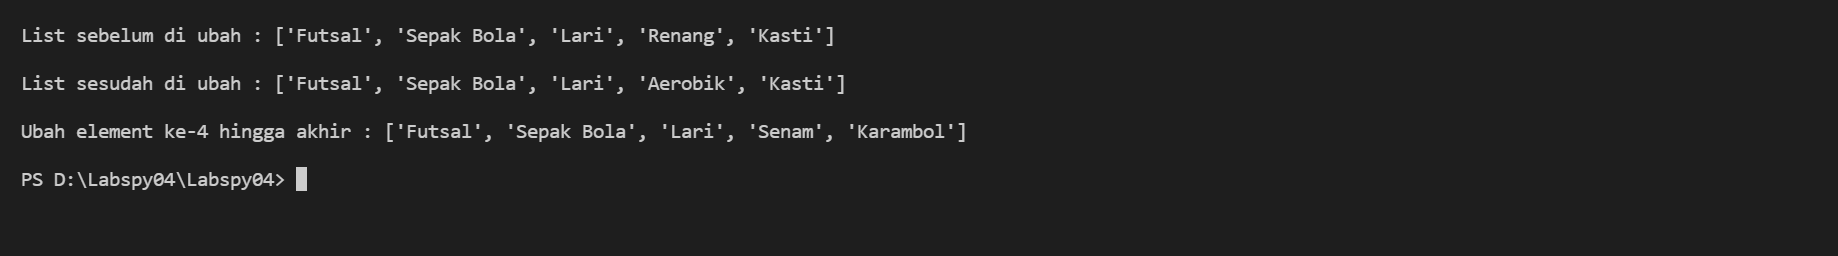 List sebelum di ubah : ['Futsal', 'Sepak Bola', 'Lari', 'Renang', 'Kasti']
List sesudah di ubah : ['Futsal', 'Sepak Bola', 'Lari', 'Aerobik', 'Kasti']
Ubah element ke-4 hingga akhir : ['Futsal', 'Sepak Bola', 'Lari', 'Senam', 'Karambol']
PS D:\Labspy04\Labspy04>